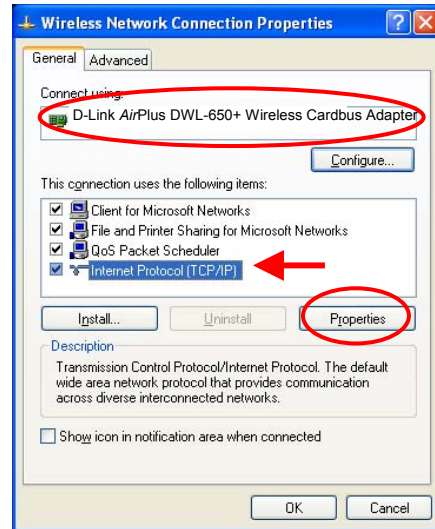 Wireless Network Connection Properties
General Advanced
Connect using:
D-Link AirPlus DWL-650+ Wireless Cardbus Adapter
Configure...
This connection uses the following items:
Client for Microsoft Networks
File and Printer Sharing for Microsoft Networks
QoS Packet Scheduler
Internet Protocol (TCP/IP)
Install... Uninstall Properties
Description
Transmission Control Protocol/Internet Protocol. The default
wide area network protocol that provides communication
across diverse interconnected networks.
Show icon in notification area when connected
OK Cancel